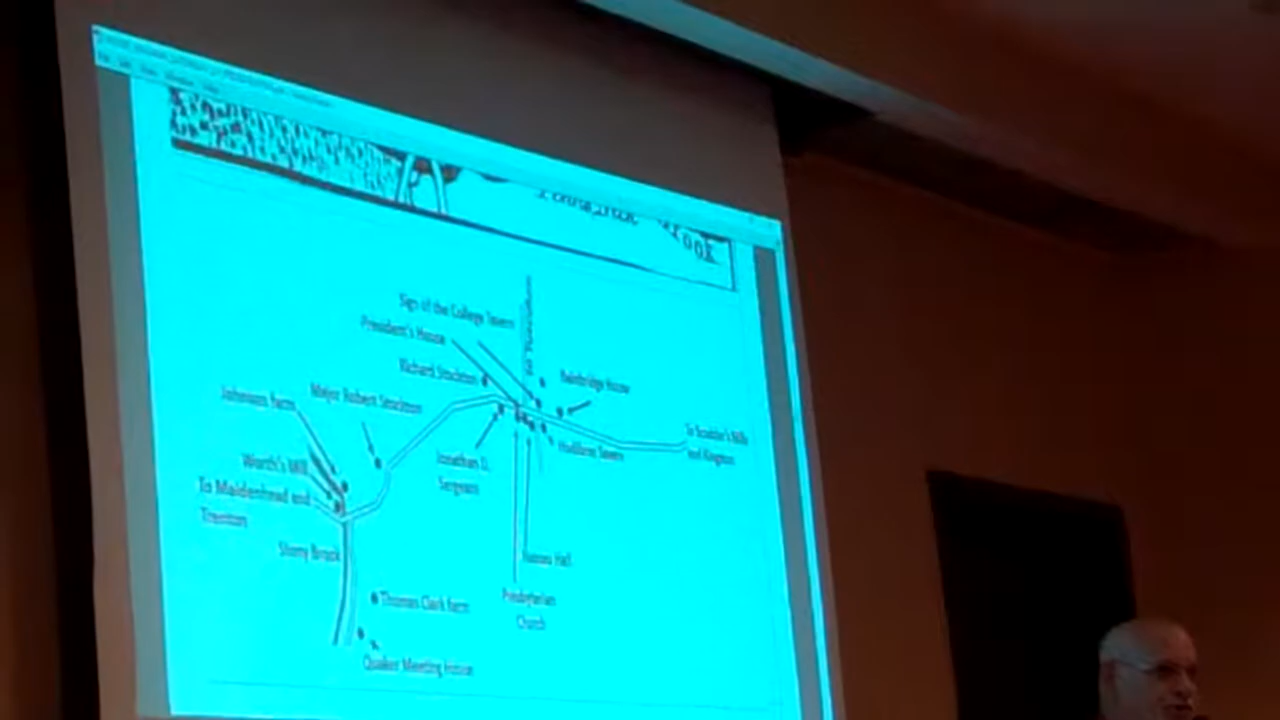 Sign of the College Tavern
President's House
Richard Stockton
Bainbridge House
Johnson farm
Major Robert Stockton
To Scudder's Mills
and Kingston
Hudibras Tavern
Jonathan D.
Sergeant
Worth's Mill
To Maidenhead and
Trenton
Stony Brook
Nassau Hall
Thomas Clark farm
Presbyterian
Church
Quaker Meeting House